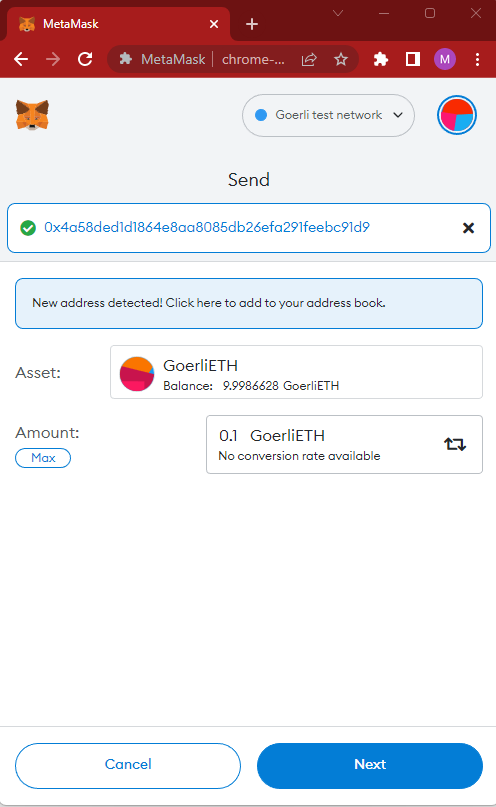 MetaMask
MetaMask chrome-...
M
Goerli test network
Send
0x4a58ded1d1864e8aa8085db26efa291feebc91d9
New address detected! Click here to add to your address book.
Asset:
GoerliETH
Balance: 9.9986628 GoerliETH
Amount:
Max
0.1 GoerliETH
No conversion rate available
Cancel
Next